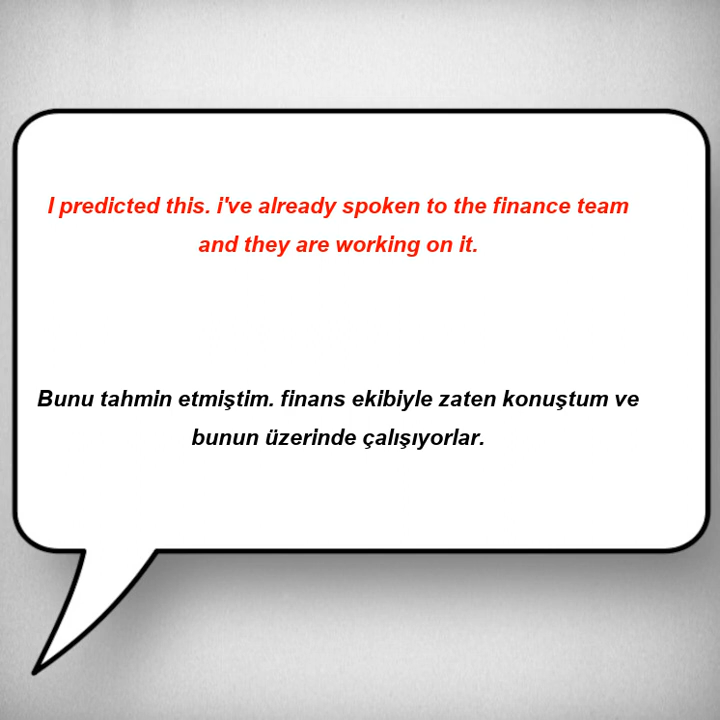 I predicted this. i've already spoken to the finance team
and they are working on it.
Bunu tahmin etmiştim. finans ekibiyle zaten konuştum ve
bunun üzerinde çalışıyorlar.